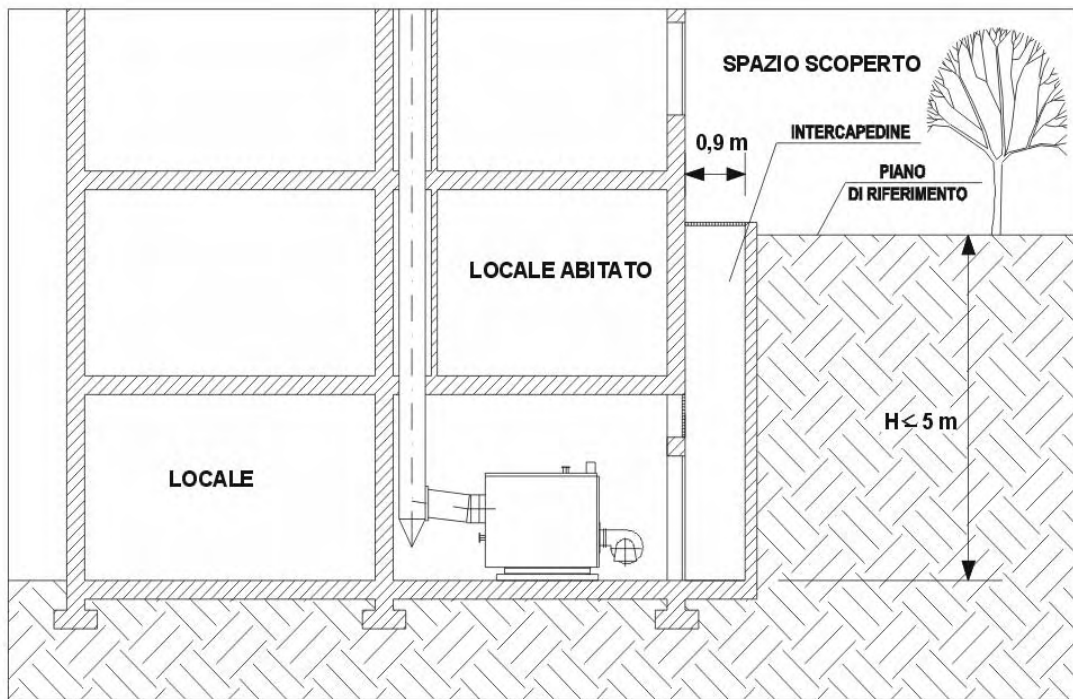 SPAZIO SCOPERTO
INTERCAPEDINE
0,9 m
PIANO
DI RIFERIMENTO
LOCALE ABITATO
H ≤ 5 m
LOCALE